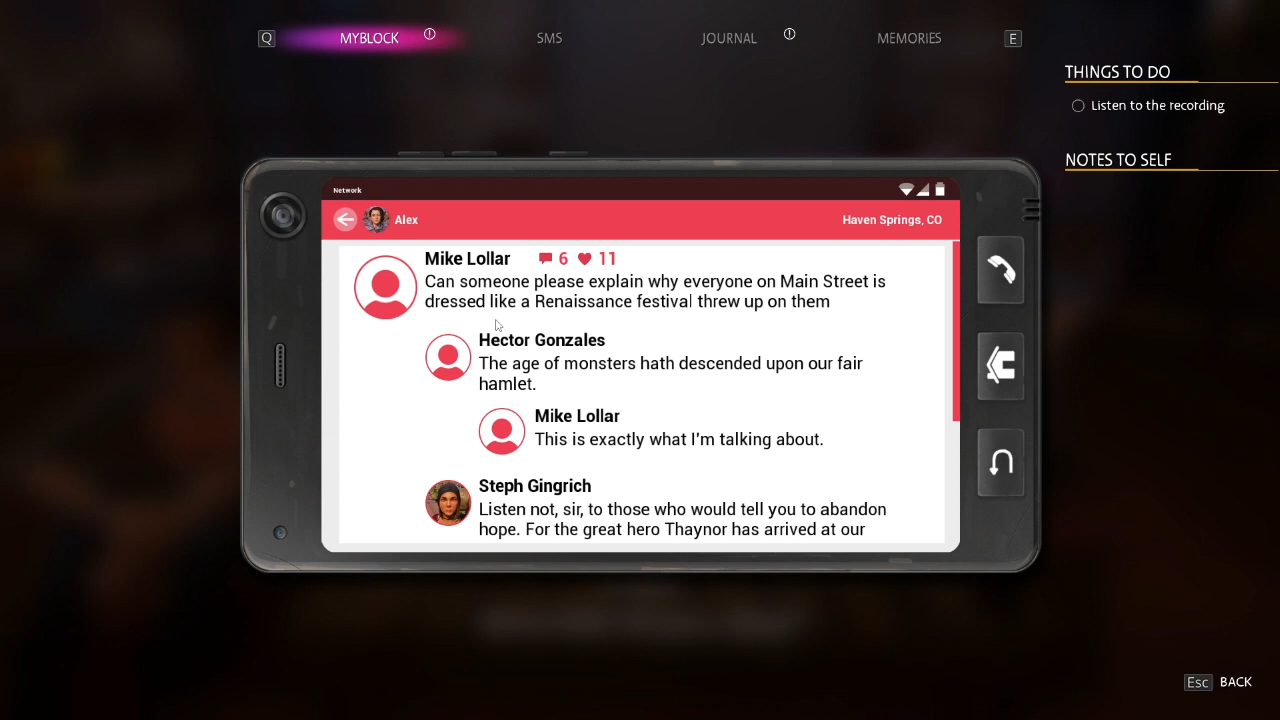 Q MYBLOCK SMS JOURNAL MEMORIES E
THINGS TO DO
Listen to the recording
NOTES TO SELF
Network
Alex Haven Springs, CO
Mike Lollar 6 11
Can someone please explain why everyone on Main Street is
dressed like a Renaissance festival threw up on them
Hector Gonzales
The age of monsters hath descended upon our fair
hamlet.
Mike Lollar
This is exactly what I'm talking about.
Steph Gingrich
Listen not, sir, to those who would tell you to abandon
hope. For the great hero Thaynor has arrived at our
Esc BACK